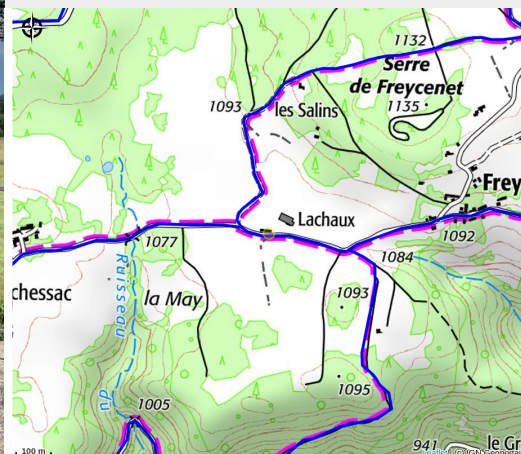 1132
Serre
de Freycenet
1093
les Salins
1135
Frey
Lachaux
1092
1077
1084
chessac
la May
1093
Ruisseau
du
1095
1005
941
le Gr
100 m
Leaflet